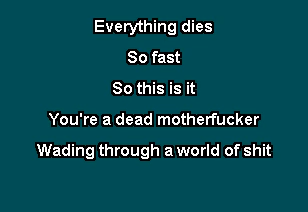 Everything dies
So fast
So this is it
You're a dead motherfucker
Wading through a world of shit